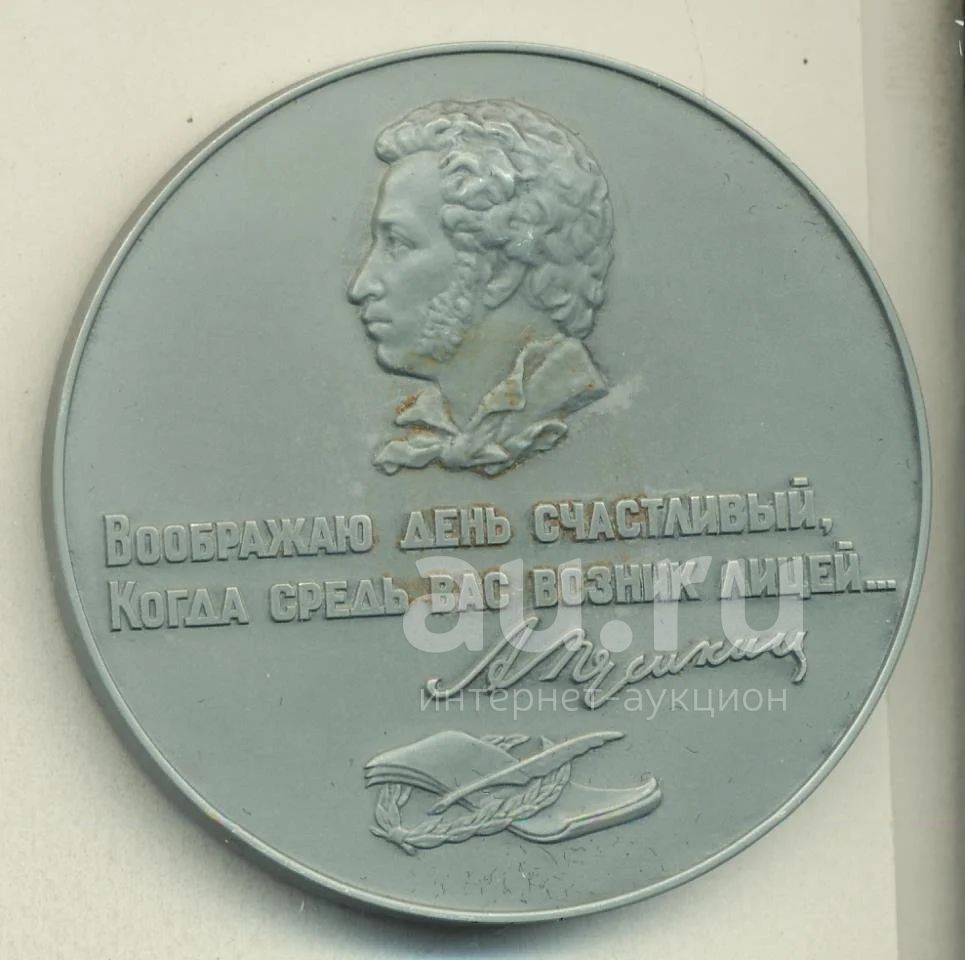 Воображаю день счастливый,
Когда средь вас возник лицей...
А Пушкин
au.ru
интернет-аукцион